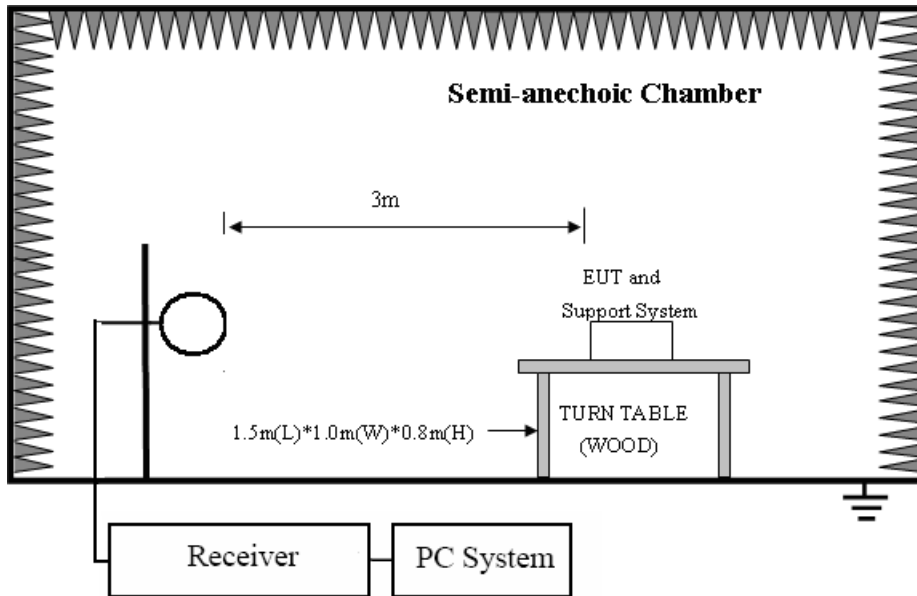 Semi-anechoic Chamber
3m
EUT and
Support System
1.5m(L)*1.0m(W)*0.8m(H)
TURN TABLE
(WOOD)
Receiver
PC System